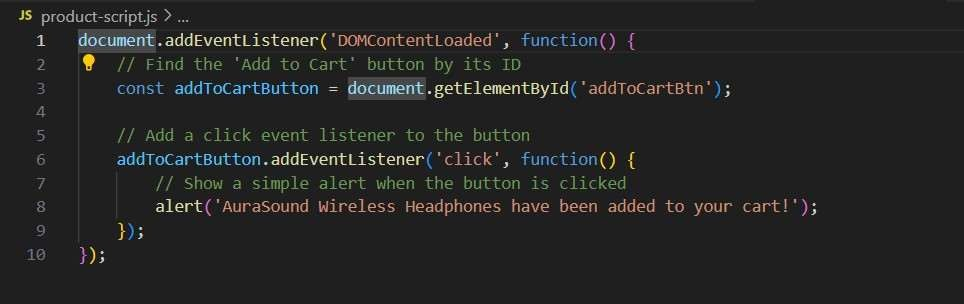 JS product-script.js > ...
1 document.addEventListener('DOMContentLoaded', function() {
2 // Find the 'Add to Cart' button by its ID
3 const addToCartButton = document.getElementById('addToCartBtn');
4
5 // Add a click event listener to the button
6 addToCartButton.addEventListener('click', function() {
7 // Show a simple alert when the button is clicked
8 alert('AuraSound Wireless Headphones have been added to your cart!');
9 });
10 });